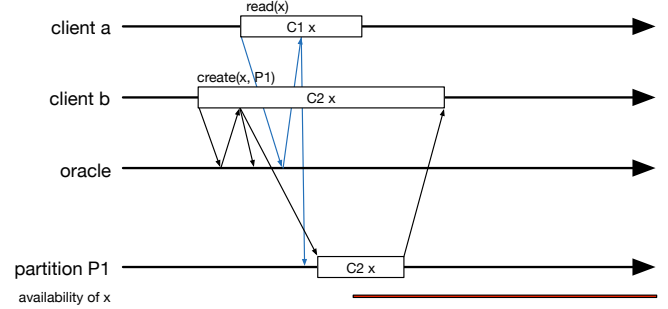 read(x)
client a
C1 x
create(x, P1)
client b
C2 x
oracle
partition P1
C2 x
availability of x